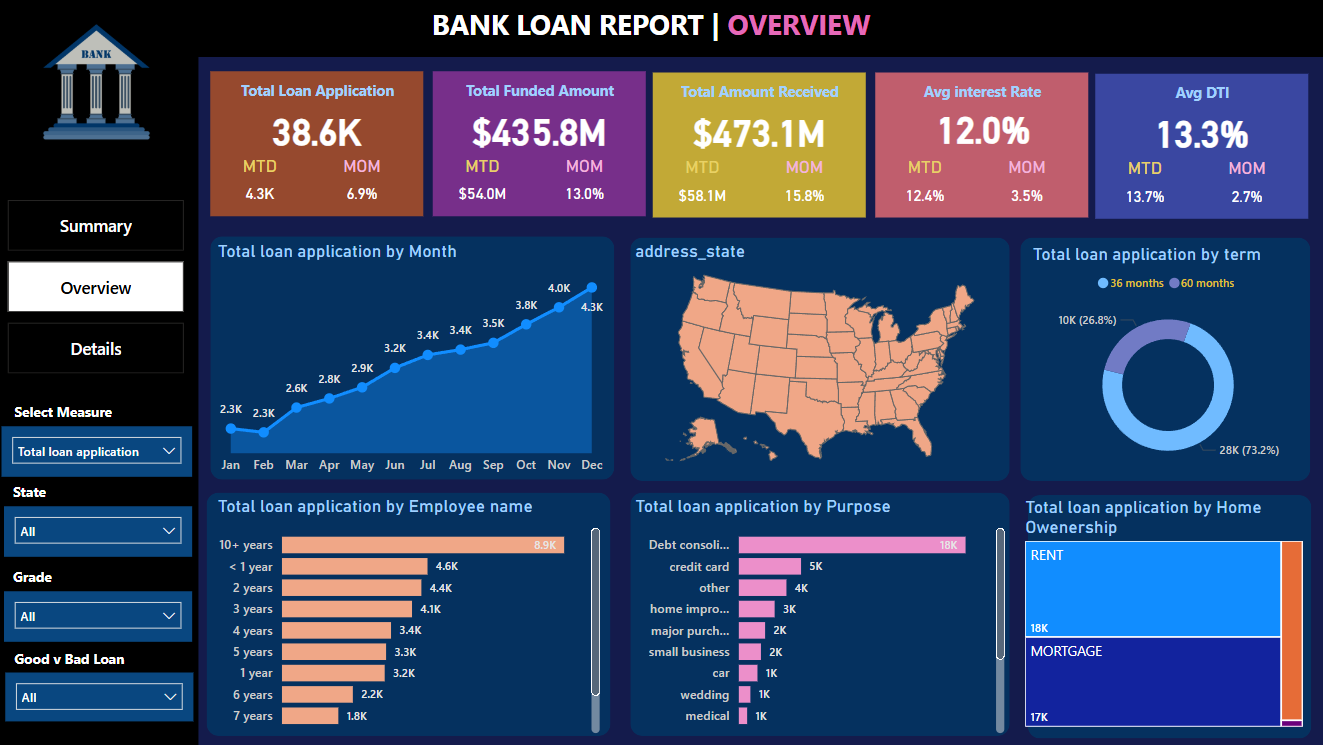 BANK LOAN REPORT | OVERVIEW
BANK
Summary
Overview
Details
Select Measure
Total loan application
State
All
Grade
All
Good v Bad Loan
All
Total Loan Application
38.6K
MTD MOM
4.3K 6.9%
Total Funded Amount
$435.8M
MTD MOM
$54.0M 13.0%
Total Amount Received
$473.1M
MTD MOM
$58.1M 15.8%
Avg interest Rate
12.0%
MTD MOM
12.4% 3.5%
Avg DTI
13.3%
MTD MOM
13.7% 2.7%
Total loan application by Month
2.3K 2.3K 2.6K 2.8K 2.9K 3.2K 3.4K 3.4K 3.5K 3.8K 4.0K 4.3K
Jan Feb Mar Apr May Jun Jul Aug Sep Oct Nov Dec
address_state
Total loan application by term
36 months 60 months
10K (26.8%)
28K (73.2%)
Total loan application by Employee name
10+ years 8.9K
< 1 year 4.6K
2 years 4.4K
3 years 4.1K
4 years 3.4K
5 years 3.3K
1 year 3.2K
6 years 2.2K
7 years 1.8K
Total loan application by Purpose
Debt consoli... 18K
credit card 5K
other 4K
home impro... 3K
major purch... 2K
small business 2K
car 1K
wedding 1K
medical 1K
Total loan application by Home
Owenership
RENT
18K
MORTGAGE
17K